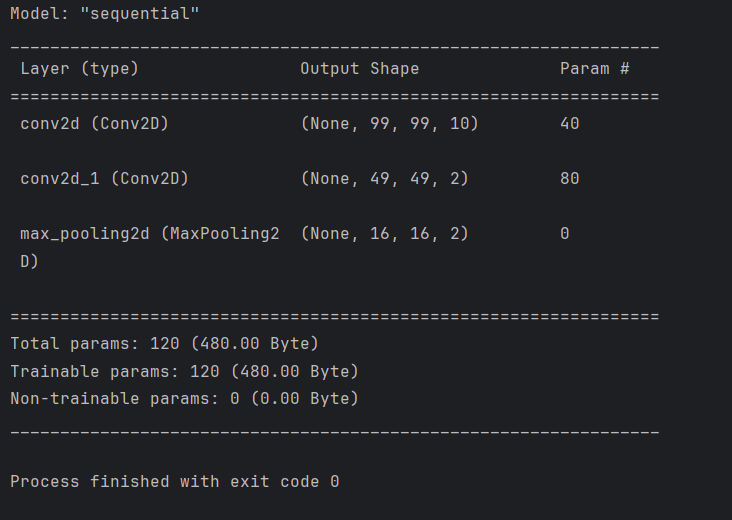 Model: "sequential"
_________________________________________________________________
Layer (type) Output Shape Param #
=================================================================
conv2d (Conv2D) (None, 99, 99, 10) 40
conv2d_1 (Conv2D) (None, 49, 49, 2) 80
max_pooling2d (MaxPooling2 (None, 16, 16, 2) 0
D)
=================================================================
Total params: 120 (480.00 Byte)
Trainable params: 120 (480.00 Byte)
Non-trainable params: 0 (0.00 Byte)
_________________________________________________________________
Process finished with exit code 0